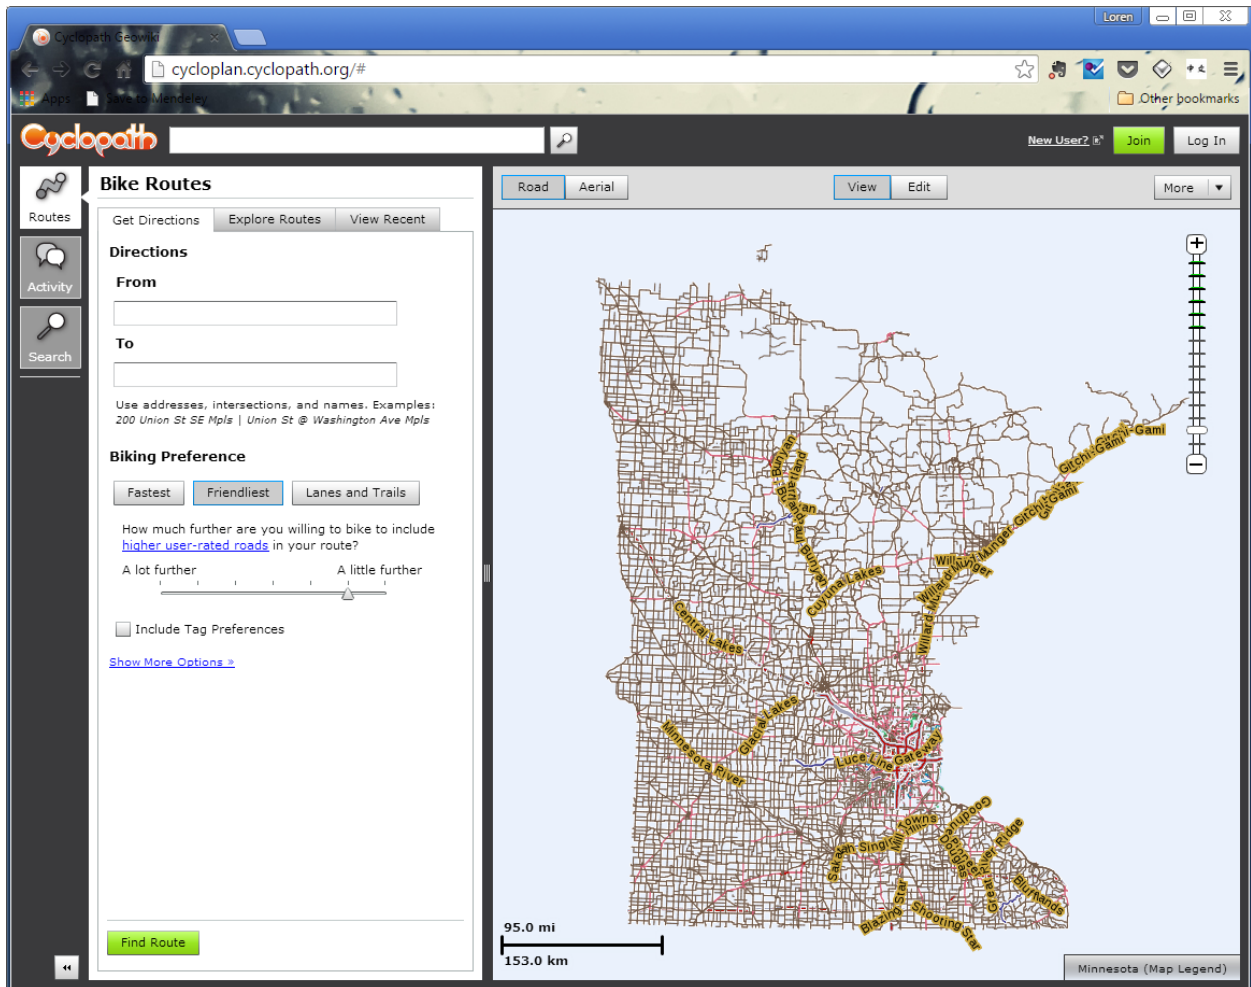 Loren
Cyclopath Geowiki
cycloplan.cyclopath.org/#
Apps
Save to Mendeley
Other bookmarks
Cyclopath
New User?
Join
Log In
Routes
Activity
Search
Bike Routes
Get Directions
Explore Routes
View Recent
Directions
From
To
Use addresses, intersections, and names. Examples:
200 Union St SE Mpls | Union St @ Washington Ave Mpls
Biking Preference
Fastest
Friendliest
Lanes and Trails
How much further are you willing to bike to include
higher user-rated roads in your route?
A lot further
A little further
Include Tag Preferences
Show More Options »
Find Route
Road
Aerial
View
Edit
More
Gitchi-Gami
Gitchi-Gami
Gitchi-Gami
Bunyan
Bunyan
Willard Munger
Willard Munger
Cuyuna Lakes
Central Lakes
Glacial Lakes
Minnesota River
Luce Line
Gateway
Goodhue
Douglas
Great River Ridge
Blufflands
Blazing Star
Shooting Star
95.0 mi
153.0 km
Minnesota (Map Legend)